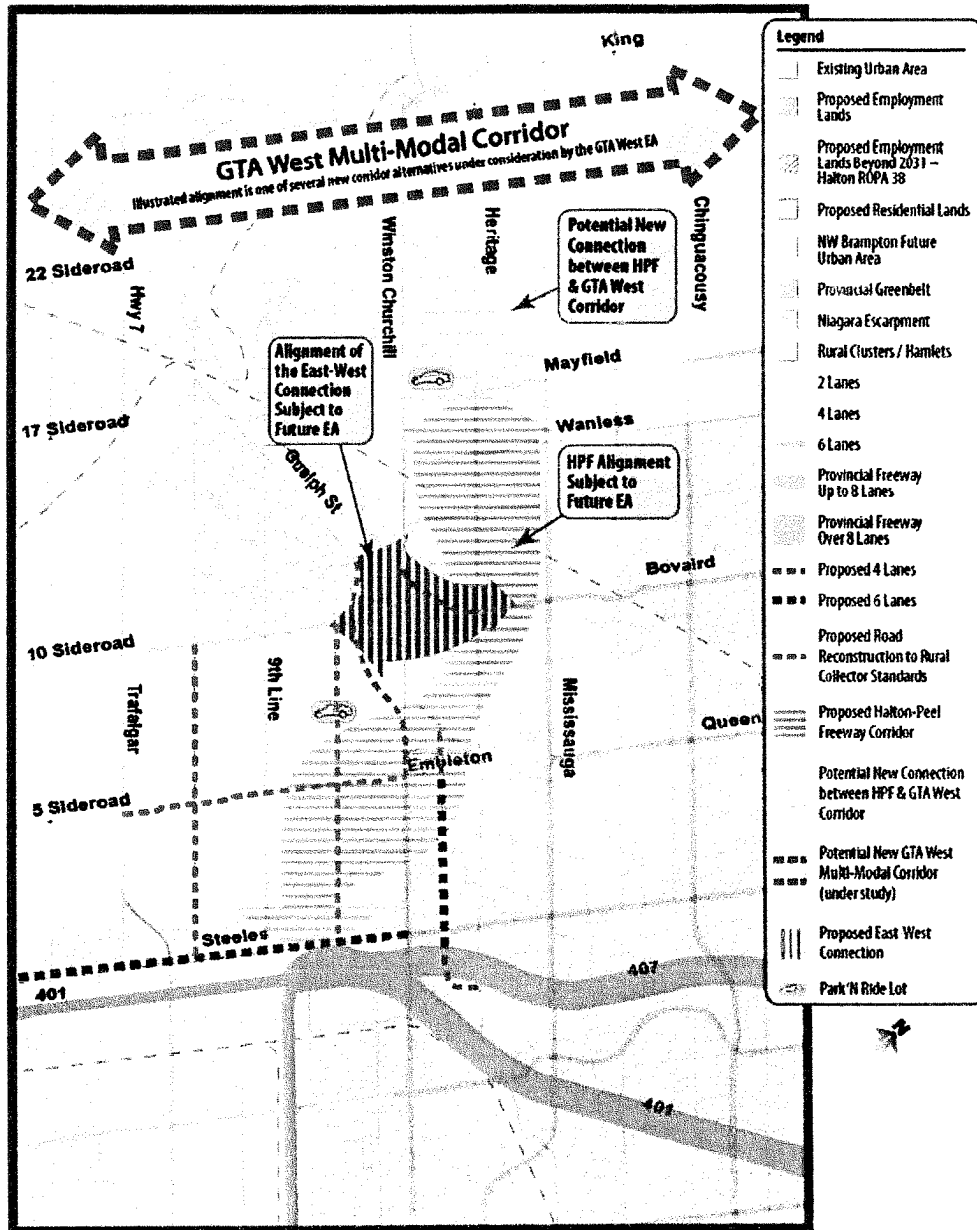 King
GTA West Multi-Modal Corridor
Illustrated alignment is one of several new corridor alternatives under consideration by the GTA West EA
22 Sideroad
Hwy 7
Winston Churchill
Heritage
Chinguacousy
Potential New
Connection
between HPF
& GTA West
Corridor
Alignment of
the East-West
Connection
Subject to
Future EA
Mayfield
17 Sideroad
Wanless
Guelph St
HPF Alignment
Subject to
Future EA
Bovaird
10 Sideroad
Trafalgar
9th Line
Mississauga
Queen
Embleton
5 Sideroad
Steeles
401
407
401
Legend
Existing Urban Area
Proposed Employment
Lands
Proposed Employment
Lands Beyond 2031 –
Halton ROPA 38
Proposed Residential Lands
NW Brampton Future
Urban Area
Provincial Greenbelt
Niagara Escarpment
Rural Clusters / Hamlets
2 Lanes
4 Lanes
6 Lanes
Provincial Freeway
Up to 8 Lanes
Provincial Freeway
Over 8 Lanes
Proposed 4 Lanes
Proposed 6 Lanes
Proposed Road
Reconstruction to Rural
Collector Standards
Proposed Halton-Peel
Freeway Corridor
Potential New Connection
between HPF & GTA West
Corridor
Potential New GTA West
Multi-Modal Corridor
(under study)
Proposed East West
Connection
Park'N Ride Lot
N